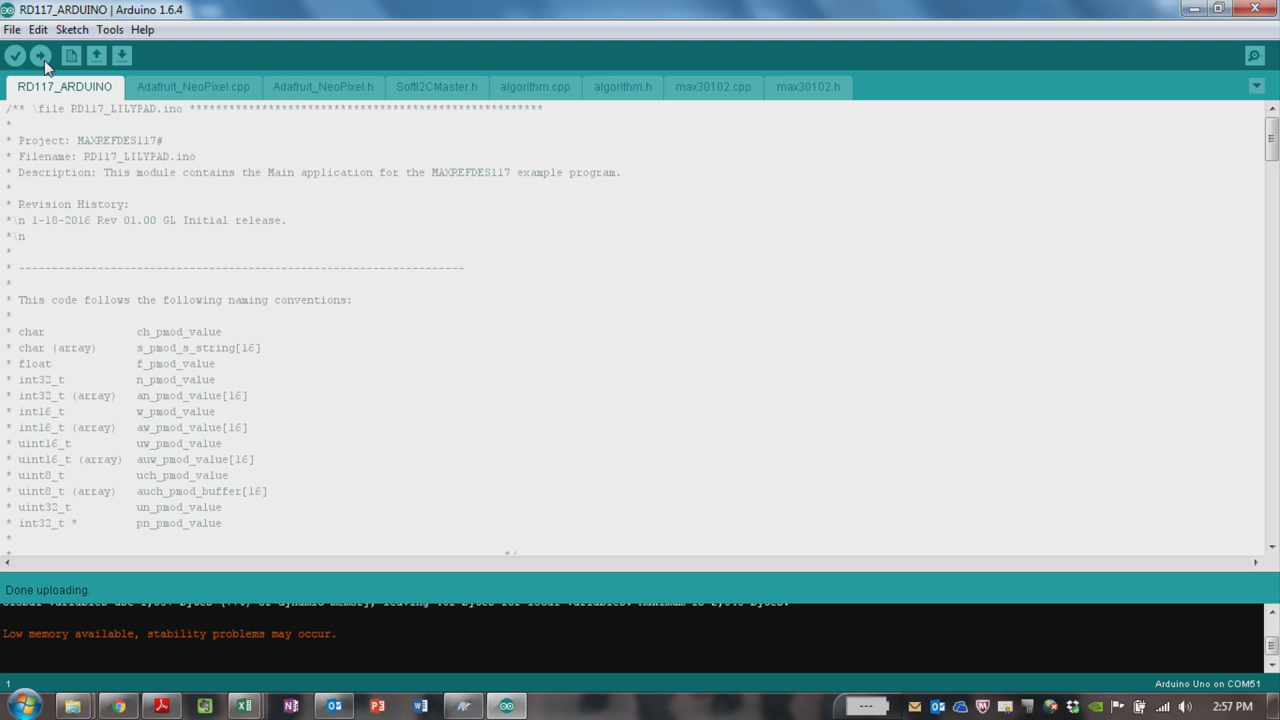 RD117_ARDUINO | Arduino 1.6.4
File Edit Sketch Tools Help
RD117_ARDUINO Adafruit_NeoPixel.cpp Adafruit_NeoPixel.h SoftI2CMaster.h algorithm.cpp algorithm.h max30102.cpp max30102.h
/** \file RD117_LILYPAD.ino ******************************************************
*
* Project: MAXREFDES117#
* Filename: RD117_LILYPAD.ino
* Description: This module contains the Main application for the MAXREFDES117 example program.
*
* Revision History:
*\n 1-18-2016 Rev 01.00 GL Initial release.
*\n
*
* --------------------------------------------------------------------
*
* This code follows the following naming conventions:
*
* char ch_pmod_value
* char (array) s_pmod_s_string[16]
* float f_pmod_value
* int32_t n_pmod_value
* int32_t (array) an_pmod_value[16]
* int16_t w_pmod_value
* int16_t (array) aw_pmod_value[16]
* uint16_t uw_pmod_value
* uint16_t (array) auw_pmod_value[16]
* uint8_t uch_pmod_value
* uint8_t (array) auch_pmod_buffer[16]
* uint32_t un_pmod_value
* int32_t * pn_pmod_value
*
* */
Done uploading.
Low memory available, stability problems may occur.
1
Arduino Uno on COM51
2:57 PM